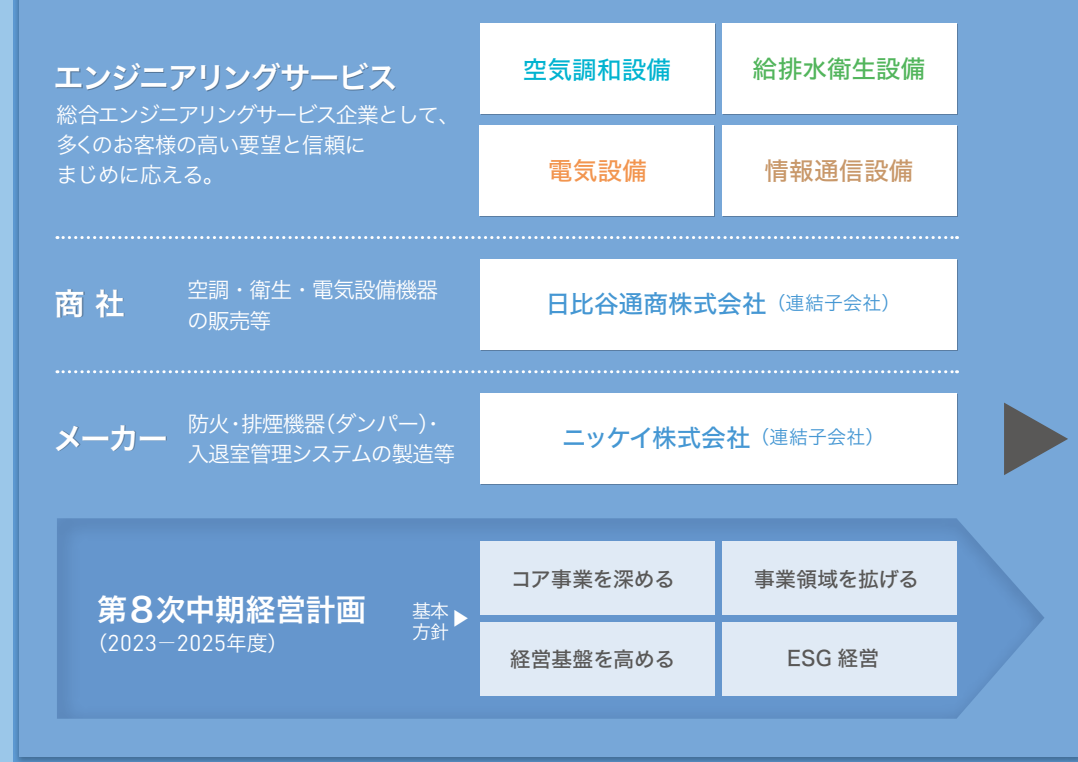 エンジニアリングサービス
総合エンジニアリングサービス企業として、
多くのお客様の高い要望と信頼に
まじめに応える。
空気調和設備
給排水衛生設備
電気設備
情報通信設備
商 社
空調・衛生・電気設備機器
の販売等
日比谷通商株式会社（連結子会社）
メーカー
防火・排煙機器（ダンパー）・
入退室管理システムの製造等
ニッケイ株式会社（連結子会社）
第8次中期経営計画
（2023－2025年度）
基本
方針
コア事業を深める
事業領域を拡げる
経営基盤を高める
ESG 経営